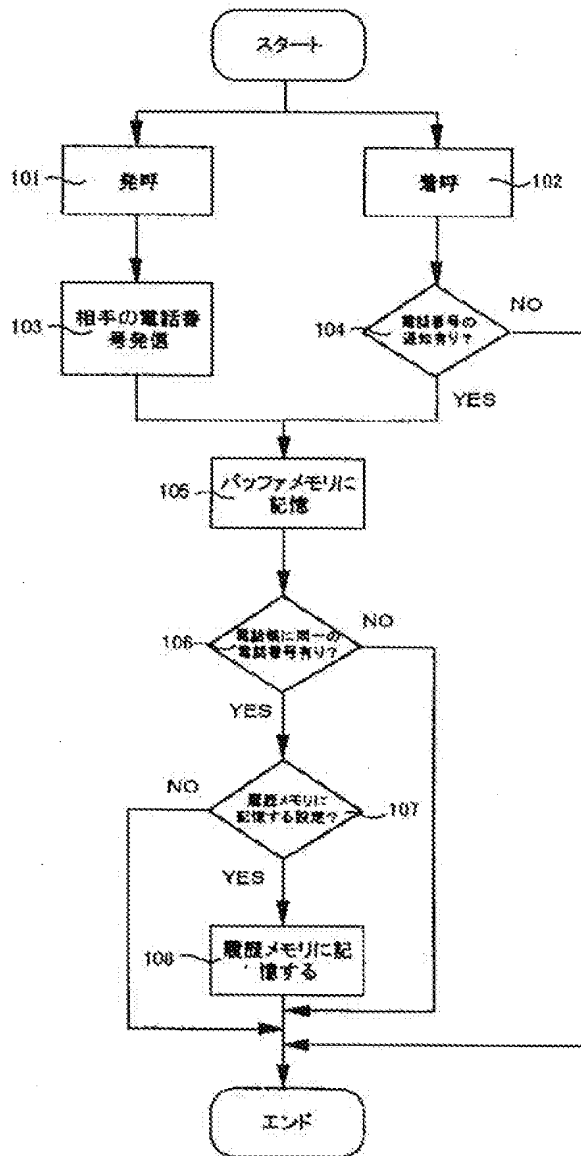 スタート
101
発呼
着呼
102
103
相手の電話番
号発信
104
電話番号の
通知有り?
NO
YES
105
バッファメモリに
記憶
106
電話帳に同一の
電話番号有り?
NO
YES
NO
履歴メモリに
記憶する設定?
107
YES
108
履歴メモリに記
憶する
エンド